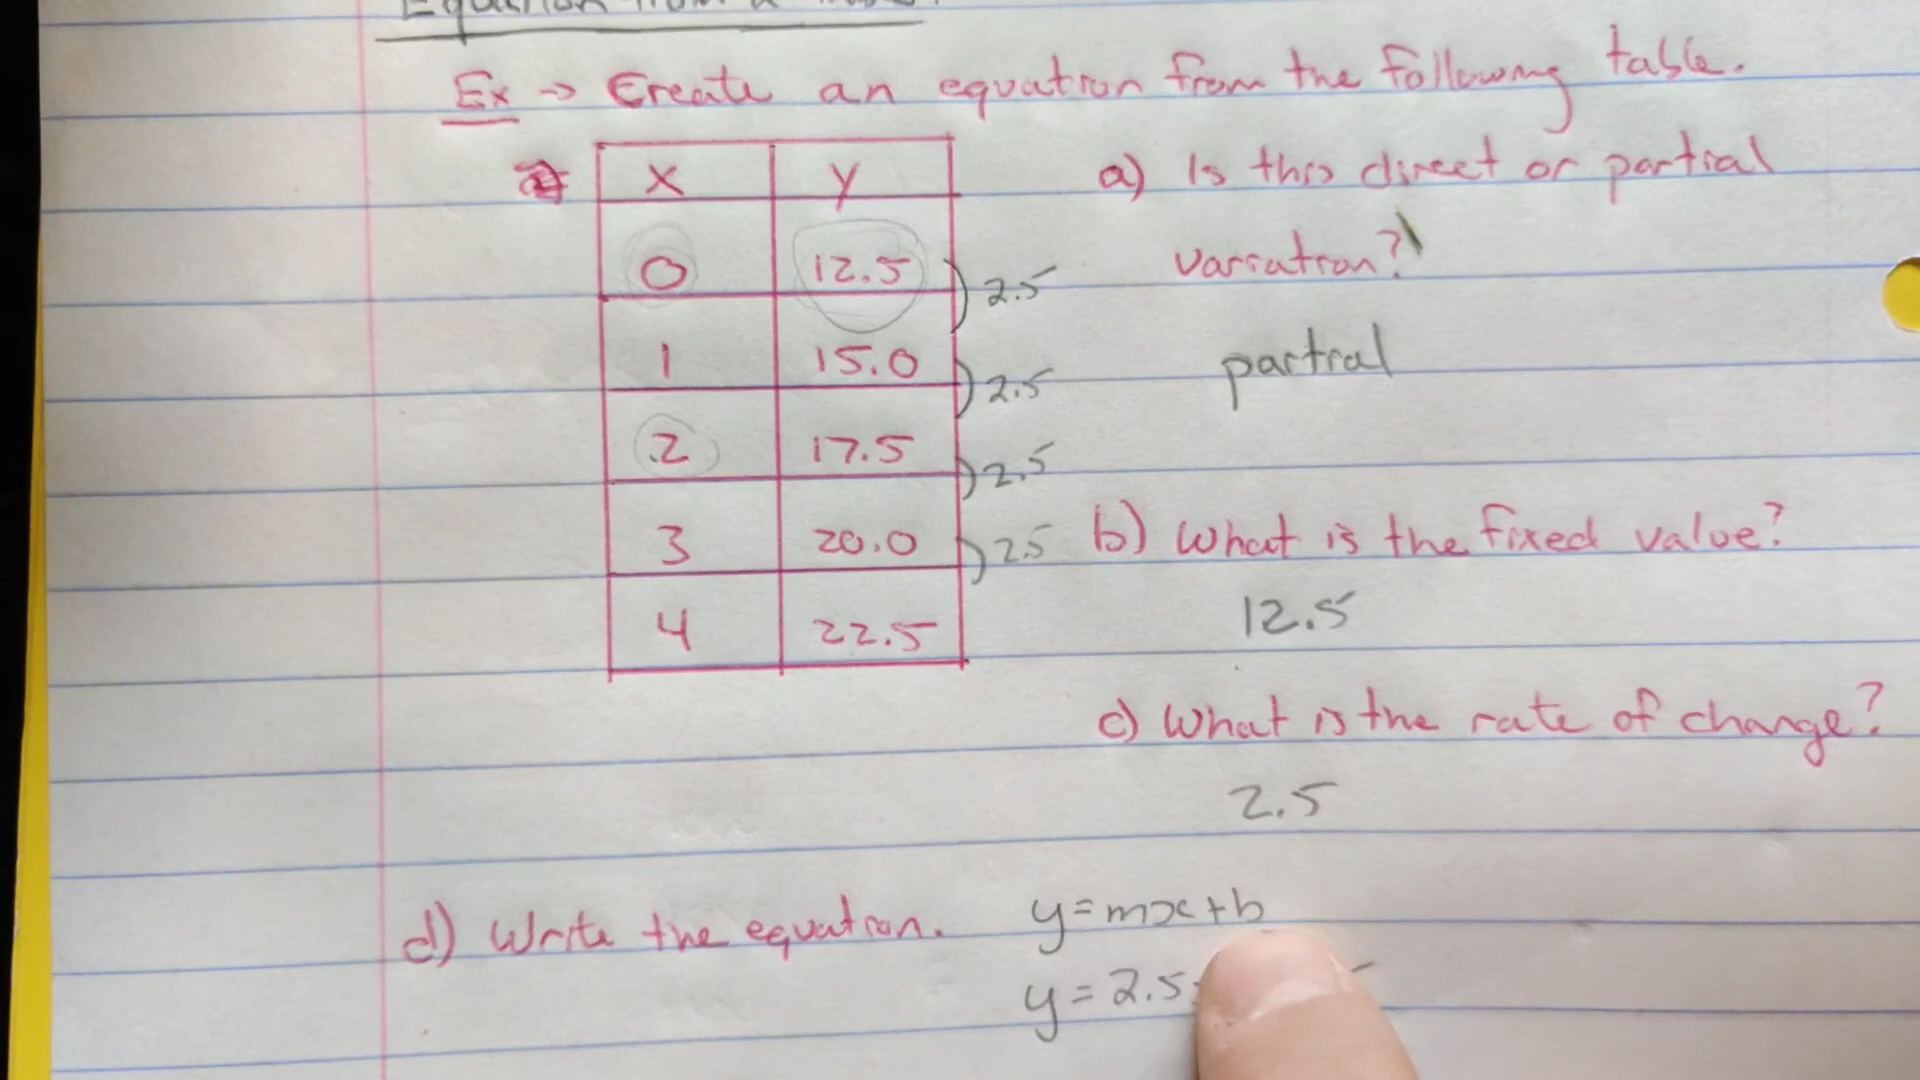 Ex → Create an equation from the following table.
x y
0 12.5
1 15.0
2 17.5
3 20.0
4 22.5
2.5
2.5
2.5
2.5
a) Is this direct or partial
variation?
partial
b) What is the fixed value?
12.5
c) What is the rate of change?
2.5
d) Write the equation.
y=mx+b
y=2.5